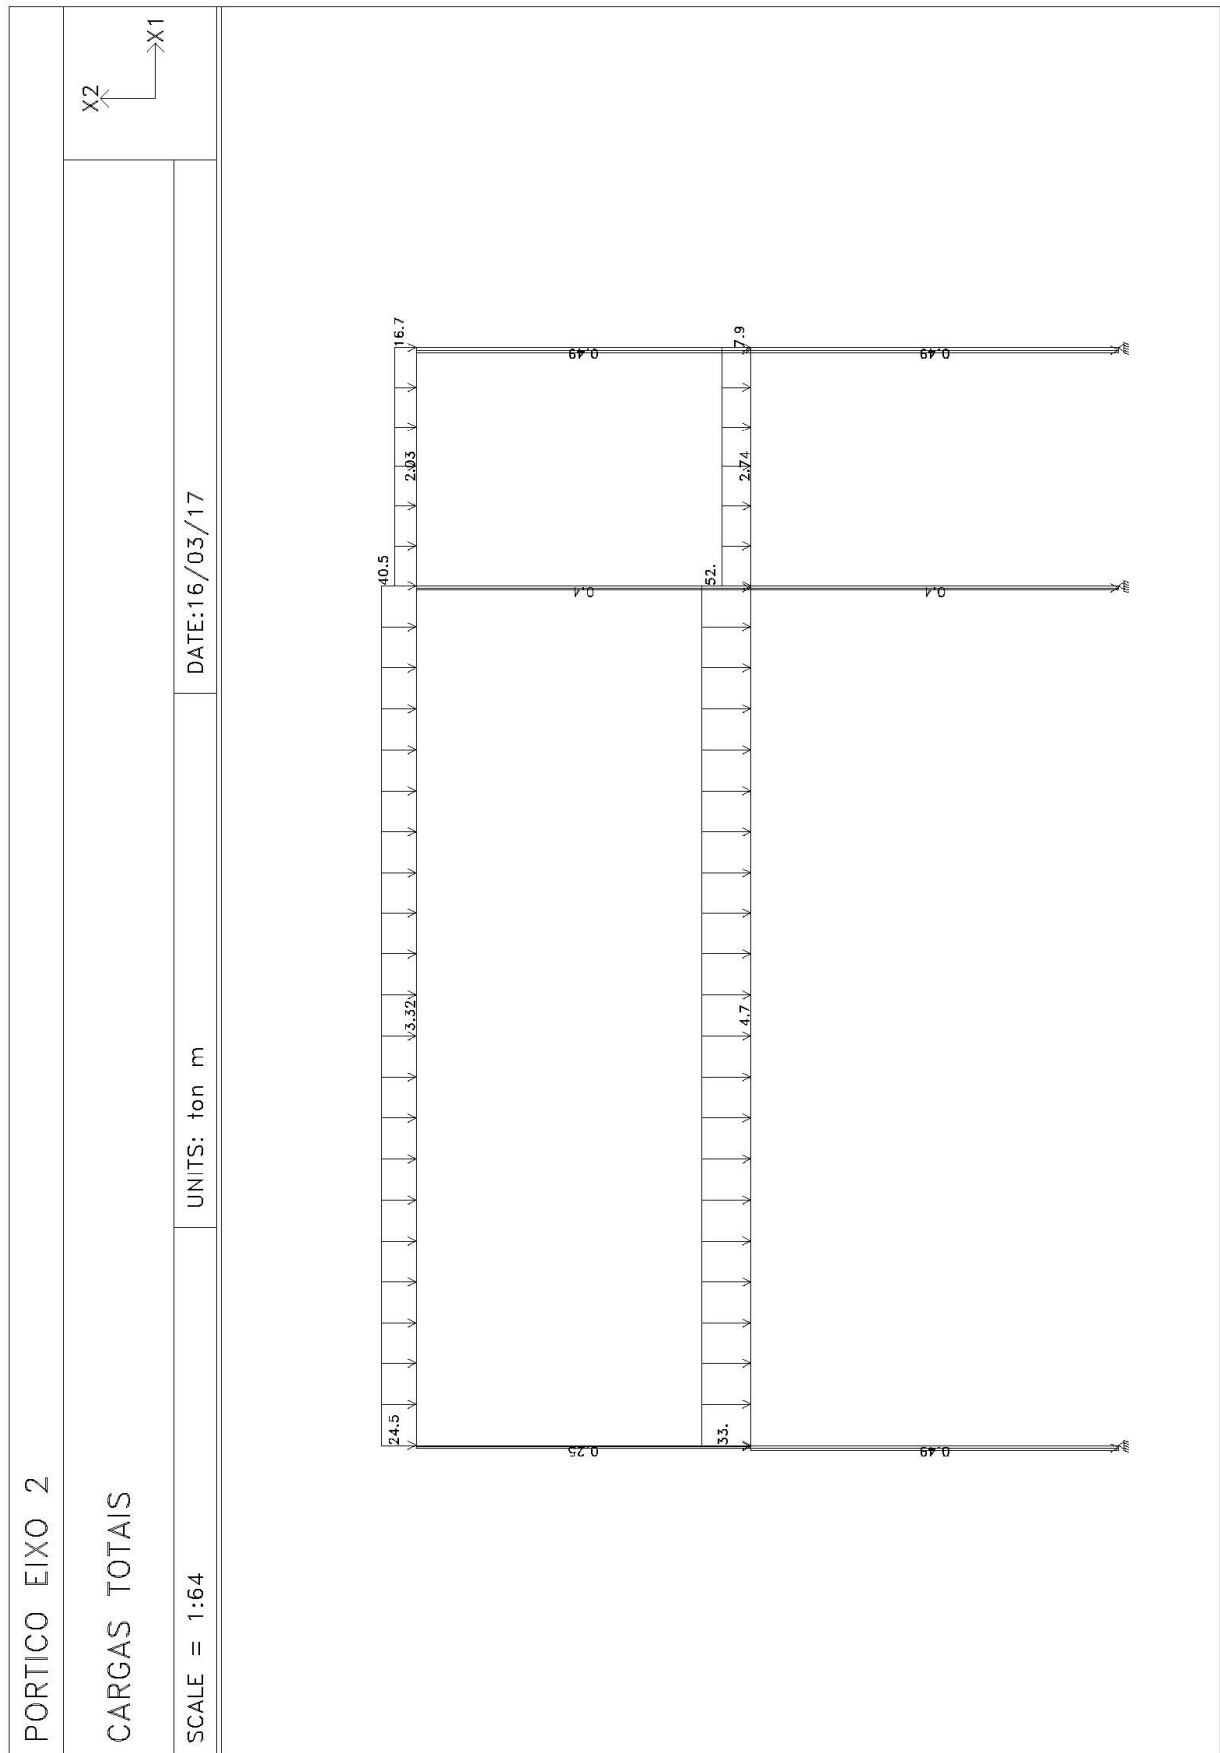 PORTICO EIXO 2
CARGAS TOTAIS
SCALE = 1:64
UNITS: ton m
DATE:16/03/17
X2
X1
24.5
3.32
40.5
2.03
16.7
0.25
0.4
0.49
33.
4.7
52.
2.74
7.9
0.49
0.4
0.49